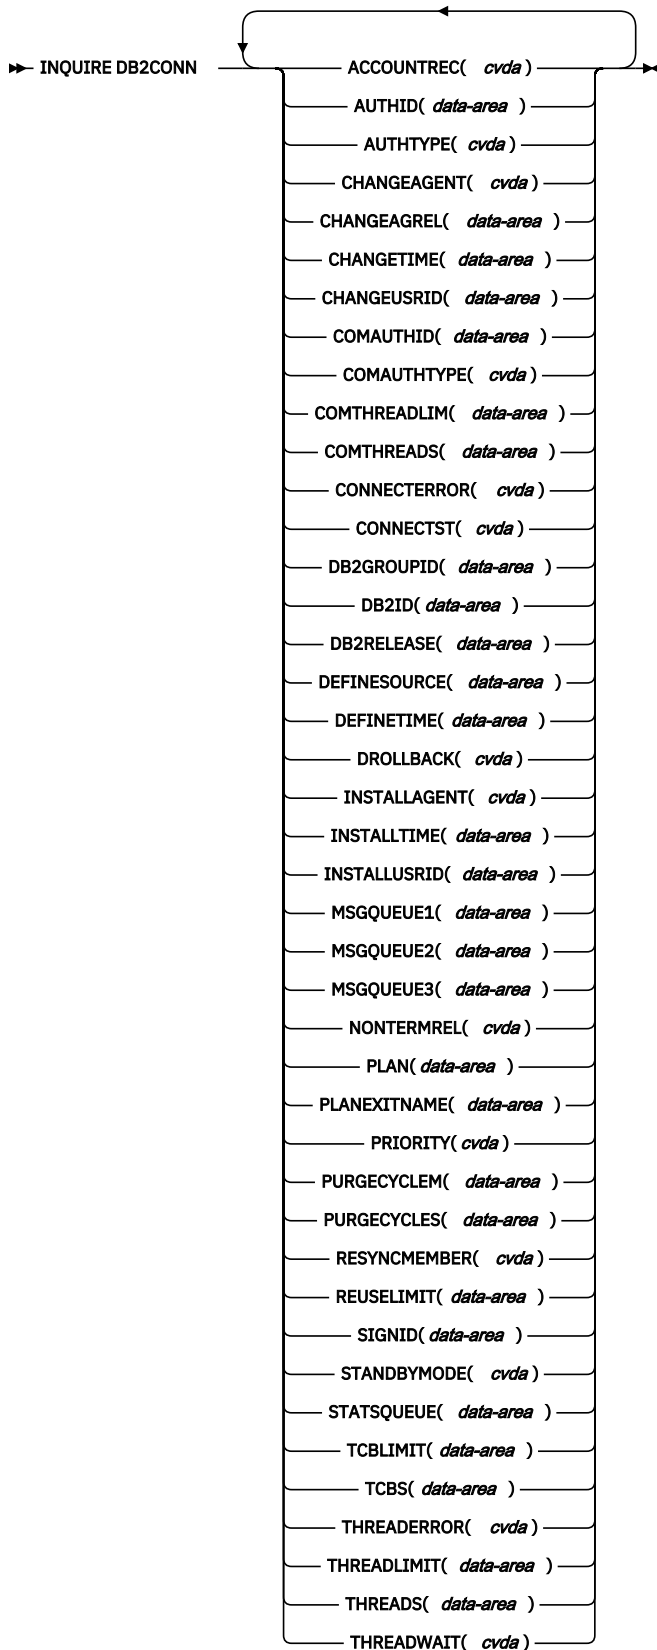 INQUIRE DB2CONN ACCOUNTREC( cvda )
AUTHID( data-area )
AUTHTYPE( cvda )
CHANGEAGENT( cvda )
CHANGEAGREL( data-area )
CHANGETIME( data-area )
CHANGEUSRID( data-area )
COMAUTHID( data-area )
COMAUTHTYPE( cvda )
COMTHREADLIM( data-area )
COMTHREADS( data-area )
CONNECTERROR( cvda )
CONNECTST( cvda )
DB2GROUPID( data-area )
DB2ID( data-area )
DB2RELEASE( data-area )
DEFINESOURCE( data-area )
DEFINETIME( data-area )
DROLLBACK( cvda )
INSTALLAGENT( cvda )
INSTALLTIME( data-area )
INSTALLUSRID( data-area )
MSGQUEUE1( data-area )
MSGQUEUE2( data-area )
MSGQUEUE3( data-area )
NONTERMREL( cvda )
PLAN( data-area )
PLANEXITNAME( data-area )
PRIORITY( cvda )
PURGECYCLEM( data-area )
PURGECYCLES( data-area )
RESYNCMEMBER( cvda )
REUSELIMIT( data-area )
SIGNID( data-area )
STANDBYMODE( cvda )
STATSQUEUE( data-area )
TCBLIMIT( data-area )
TCBS( data-area )
THREADERROR( cvda )
THREADLIMIT( data-area )
THREADS( data-area )
THREADWAIT( cvda )